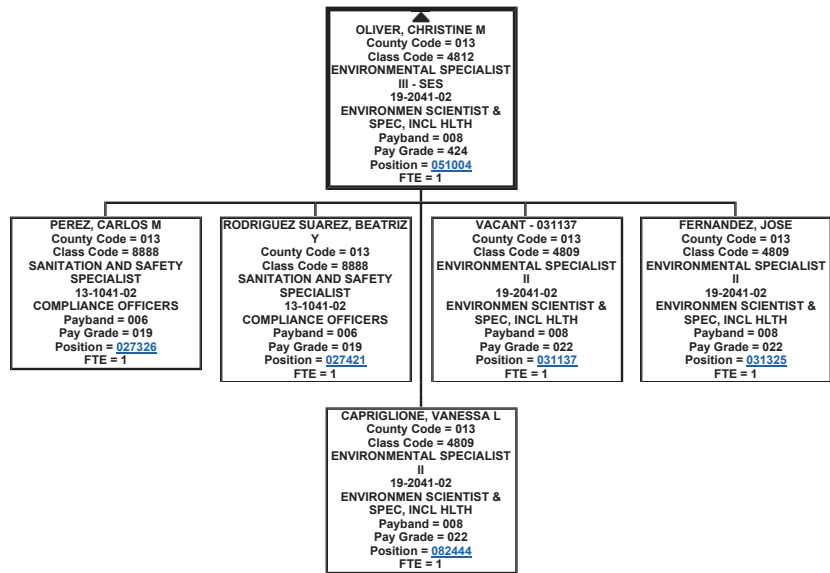 OLIVER, CHRISTINE M
County Code = 013
Class Code = 4812
ENVIRONMENTAL SPECIALIST
III - SES
19-2041-02
ENVIRONMEN SCIENTIST &
SPEC, INCL HLTH
Payband = 008
Pay Grade = 424
Position = 051004
FTE = 1
PEREZ, CARLOS M
County Code = 013
Class Code = 8888
SANITATION AND SAFETY
SPECIALIST
13-1041-02
COMPLIANCE OFFICERS
Payband = 006
Pay Grade = 019
Position = 027326
FTE = 1
RODRIGUEZ SUAREZ, BEATRIZ
Y
County Code = 013
Class Code = 8888
SANITATION AND SAFETY
SPECIALIST
13-1041-02
COMPLIANCE OFFICERS
Payband = 006
Pay Grade = 019
Position = 027421
FTE = 1
VACANT - 031137
County Code = 013
Class Code = 4809
ENVIRONMENTAL SPECIALIST
II
19-2041-02
ENVIRONMEN SCIENTIST &
SPEC, INCL HLTH
Payband = 008
Pay Grade = 022
Position = 031137
FTE = 1
FERNANDEZ, JOSE
County Code = 013
Class Code = 4809
ENVIRONMENTAL SPECIALIST
II
19-2041-02
ENVIRONMEN SCIENTIST &
SPEC, INCL HLTH
Payband = 008
Pay Grade = 022
Position = 031325
FTE = 1
CAPRIGLIONE, VANESSA L
County Code = 013
Class Code = 4809
ENVIRONMENTAL SPECIALIST
II
19-2041-02
ENVIRONMEN SCIENTIST &
SPEC, INCL HLTH
Payband = 008
Pay Grade = 022
Position = 082444
FTE = 1